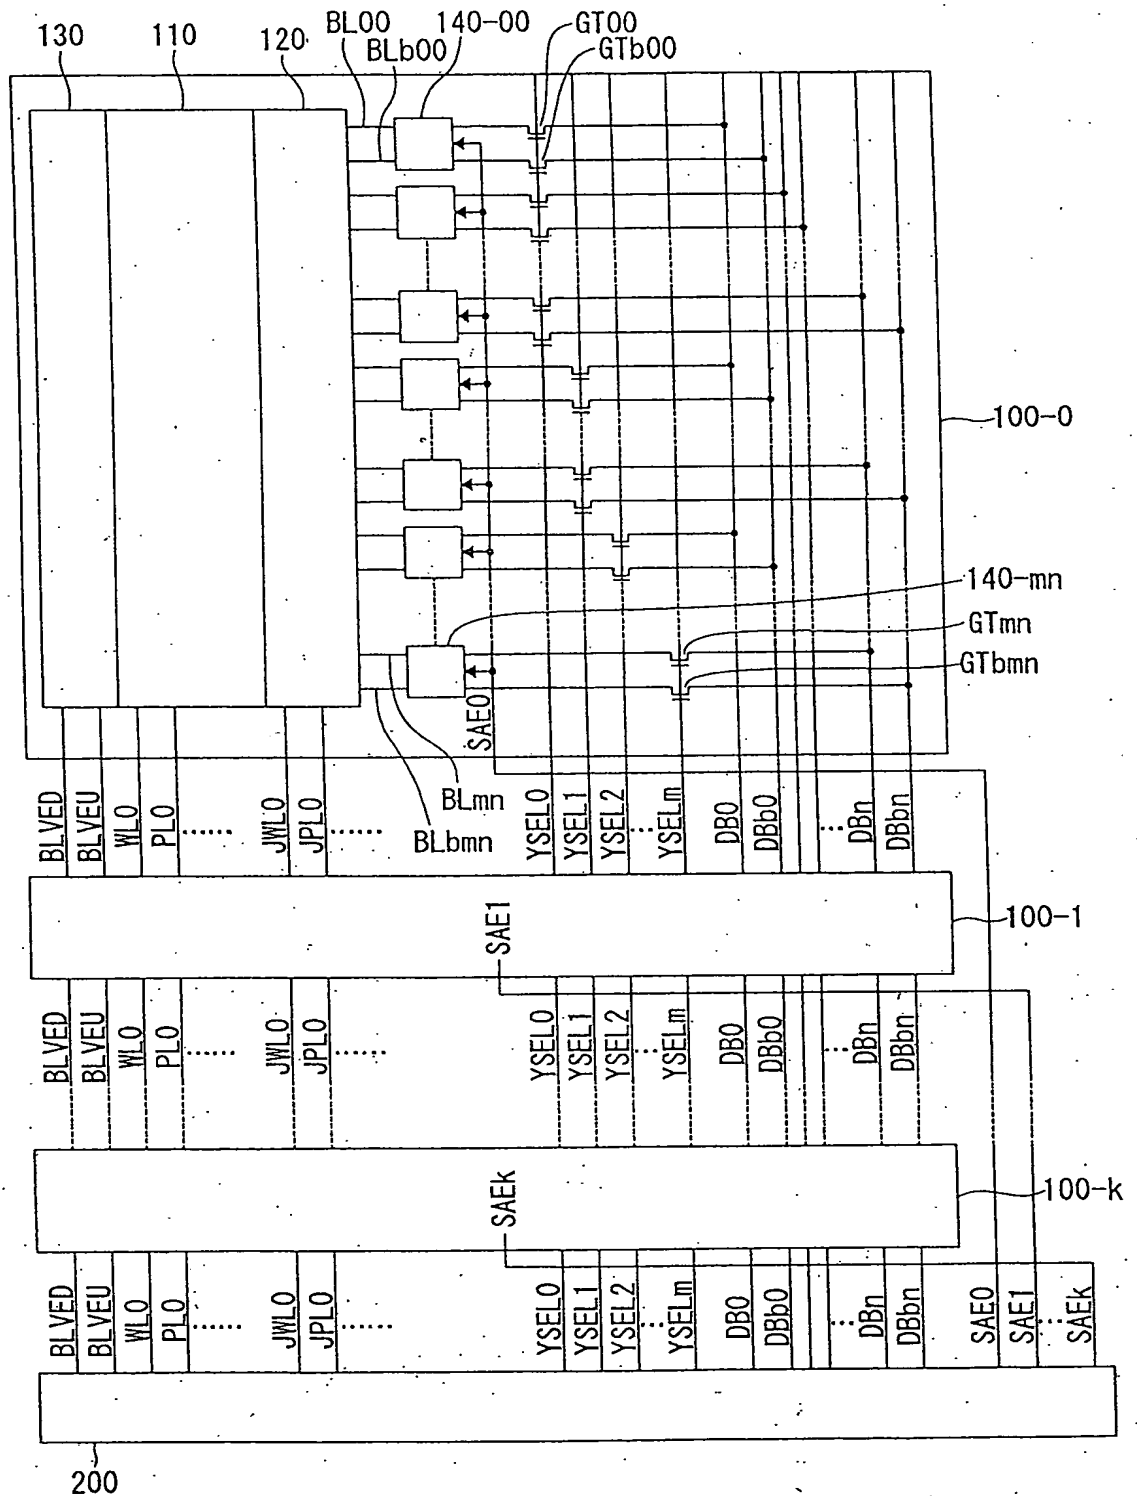 130
110
120
BL00
BLb00
140-00
GT00
GTb00
100-0
140-mn
GTmn
GTbmn
SAE0
BLmn
BLbmn
BLVED
BLVEU
WL0
PL0
JWL0
JPL0
YSEL0
YSEL1
YSEL2
YSELm
DB0
DBb0
DBn
DBbn
SAE1
100-1
BLVED
BLVEU
WL0
PL0
JWL0
JPL0
YSEL0
YSEL1
YSEL2
YSELm
DB0
DBb0
DBn
DBbn
SAEk
100-k
BLVED
BLVEU
WL0
PL0
JWL0
JPL0
YSEL0
YSEL1
YSEL2
YSELm
DB0
DBb0
DBn
DBbn
SAE0
SAE1
SAEk
200